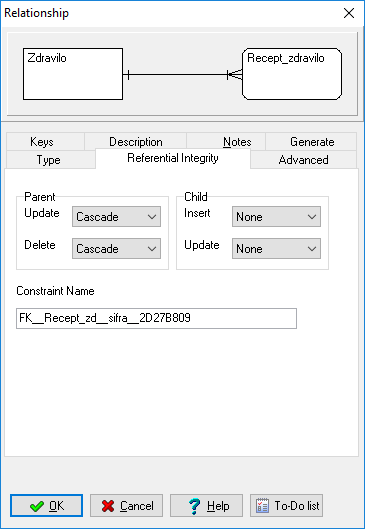 Relationship
Zdravilo
Recept_zdravilo
Keys Description Notes Generate
Type Referential Integrity Advanced
Parent Child
Update Cascade Insert None
Delete Cascade Update None
Constraint Name
FK__Recept_zd__sifra__2D27B809
OK Cancel Help To-Do list